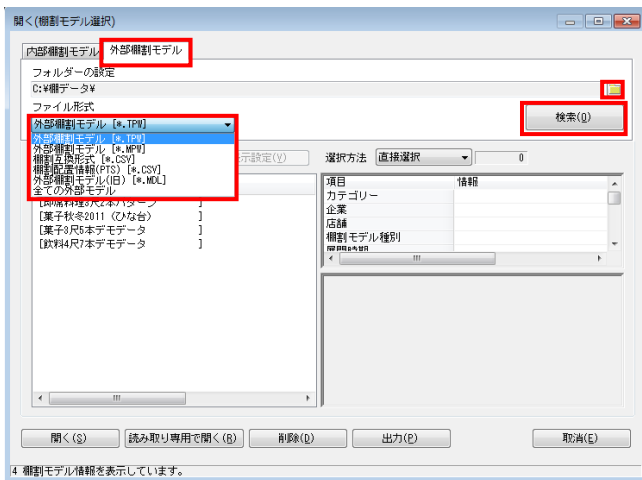 開く(棚割モデル選択)
内部棚割モデル 外部棚割モデル
フォルダーの設定
C:¥棚データ¥
ファイル形式
検索(Q)
外部棚割モデル [*.TPW]
外部棚割モデル [*.TPW]
外部棚割モデル [*.MPW]
棚割互換形式 [*.CSV]
棚割配置情報(PTS) [*.CSV]
外部棚割モデル(旧) [*.MDL]
全ての外部モデル
示設定(V) 選択方法 直接選択 0
項目 情報
カテゴリー
企業
店舗
棚割モデル種別
展開時期
[菓子秋冬2011 (ひな台) ]
[菓子3尺5本デモデータ ]
[飲料4尺7本デモデータ ]
開く(S) 読み取り専用で開く(R) 削除(D) 出力(P) 取消(E)
4 棚割モデル情報を表示しています。